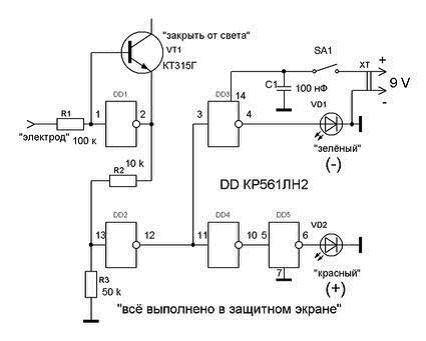 "закрыть от света"
VT1
КТ315Г
SA1
XT
+
9 V
-
DD1
DD3
14
C1
100 нФ
R1
1
2
3
4
VD1
"электрод"
100 к
"зелёный"
(-)
10 k
R2
DD КР561ЛН2
DD2
DD4
DD5
13
12
11
10
5
6
VD2
R3
50 k
7
"красный"
(+)
"всё выполнено в защитном экране"